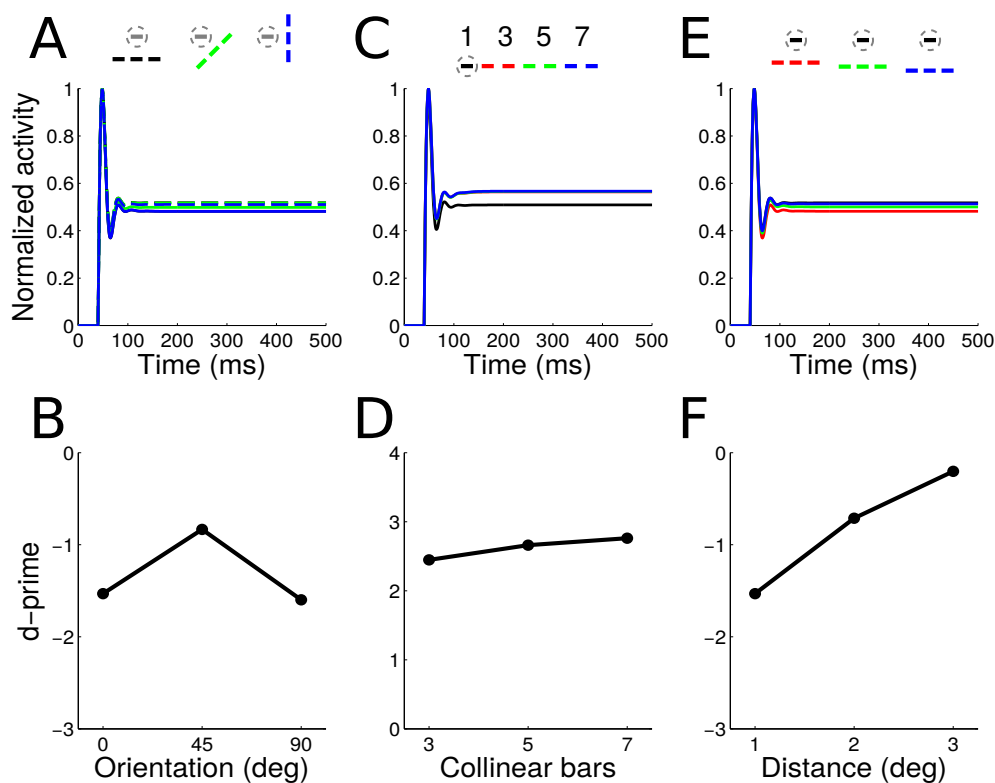 A
C
1 3 5 7
E
Normalized activity
1
0.8
0.6
0.4
0.2
0
0 100 200 300 400 500
Time (ms)
1
0.8
0.6
0.4
0.2
0
0 100 200 300 400 500
Time (ms)
1
0.8
0.6
0.4
0.2
0
0 100 200 300 400 500
Time (ms)
B
d−prime
0
−1
−2
−3
0 45 90
Orientation (deg)
D
4
3
2
1
0
3 5 7
Collinear bars
F
0
−1
−2
−3
1 2 3
Distance (deg)